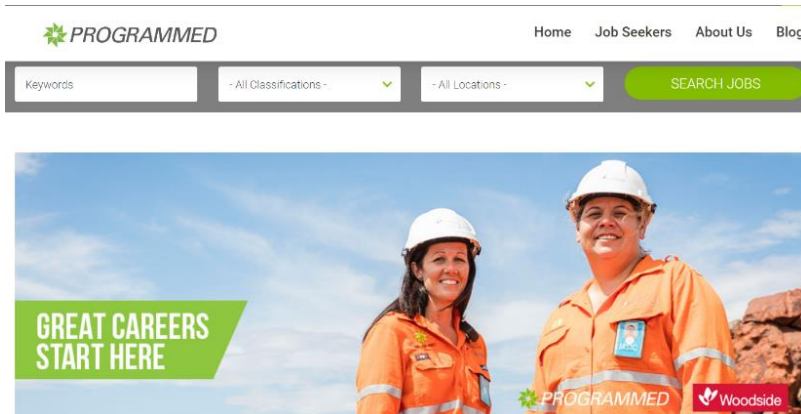 PROGRAMMED
Home Job Seekers About Us Blog
Keywords - All Classifications - - All Locations - SEARCH JOBS
GREAT CAREERS
START HERE
PROGRAMMED
Woodside